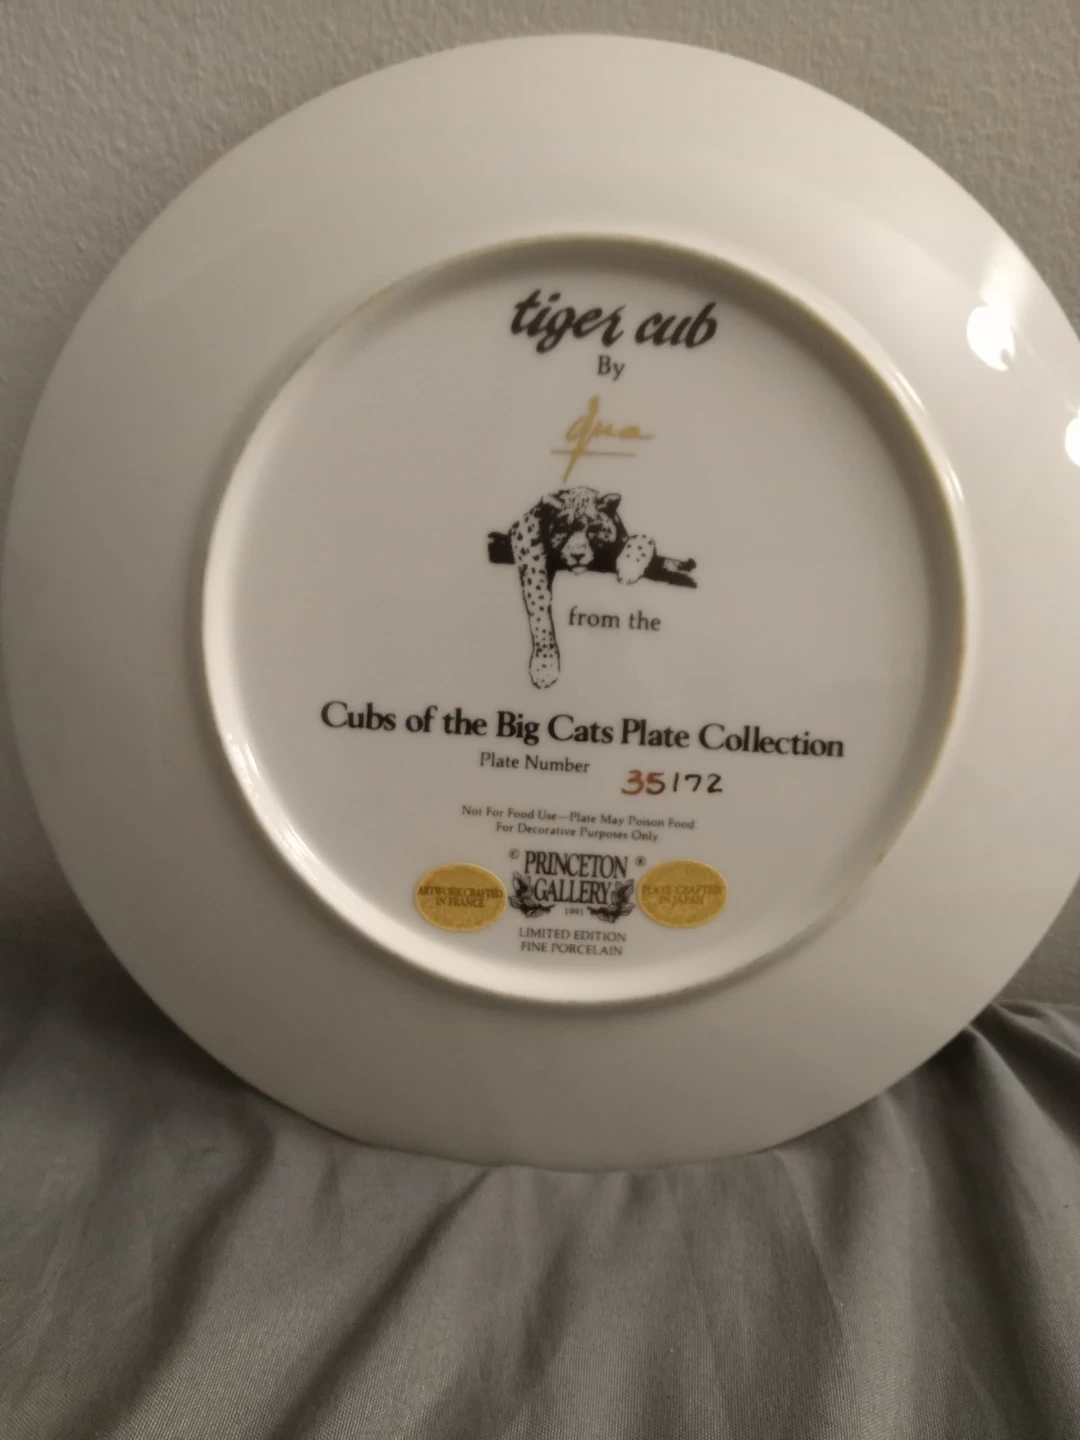 tiger cub
By
from the
Cubs of the Big Cats Plate Collection
Plate Number 35172
Not For Food Use—Plate May Poison Food
For Decorative Purposes Only
ARTWORK CRAFTED
IN FRANCE
© PRINCETON ®
GALLERY
1991
PLATE CRAFTED
IN JAPAN
LIMITED EDITION
FINE PORCELAIN